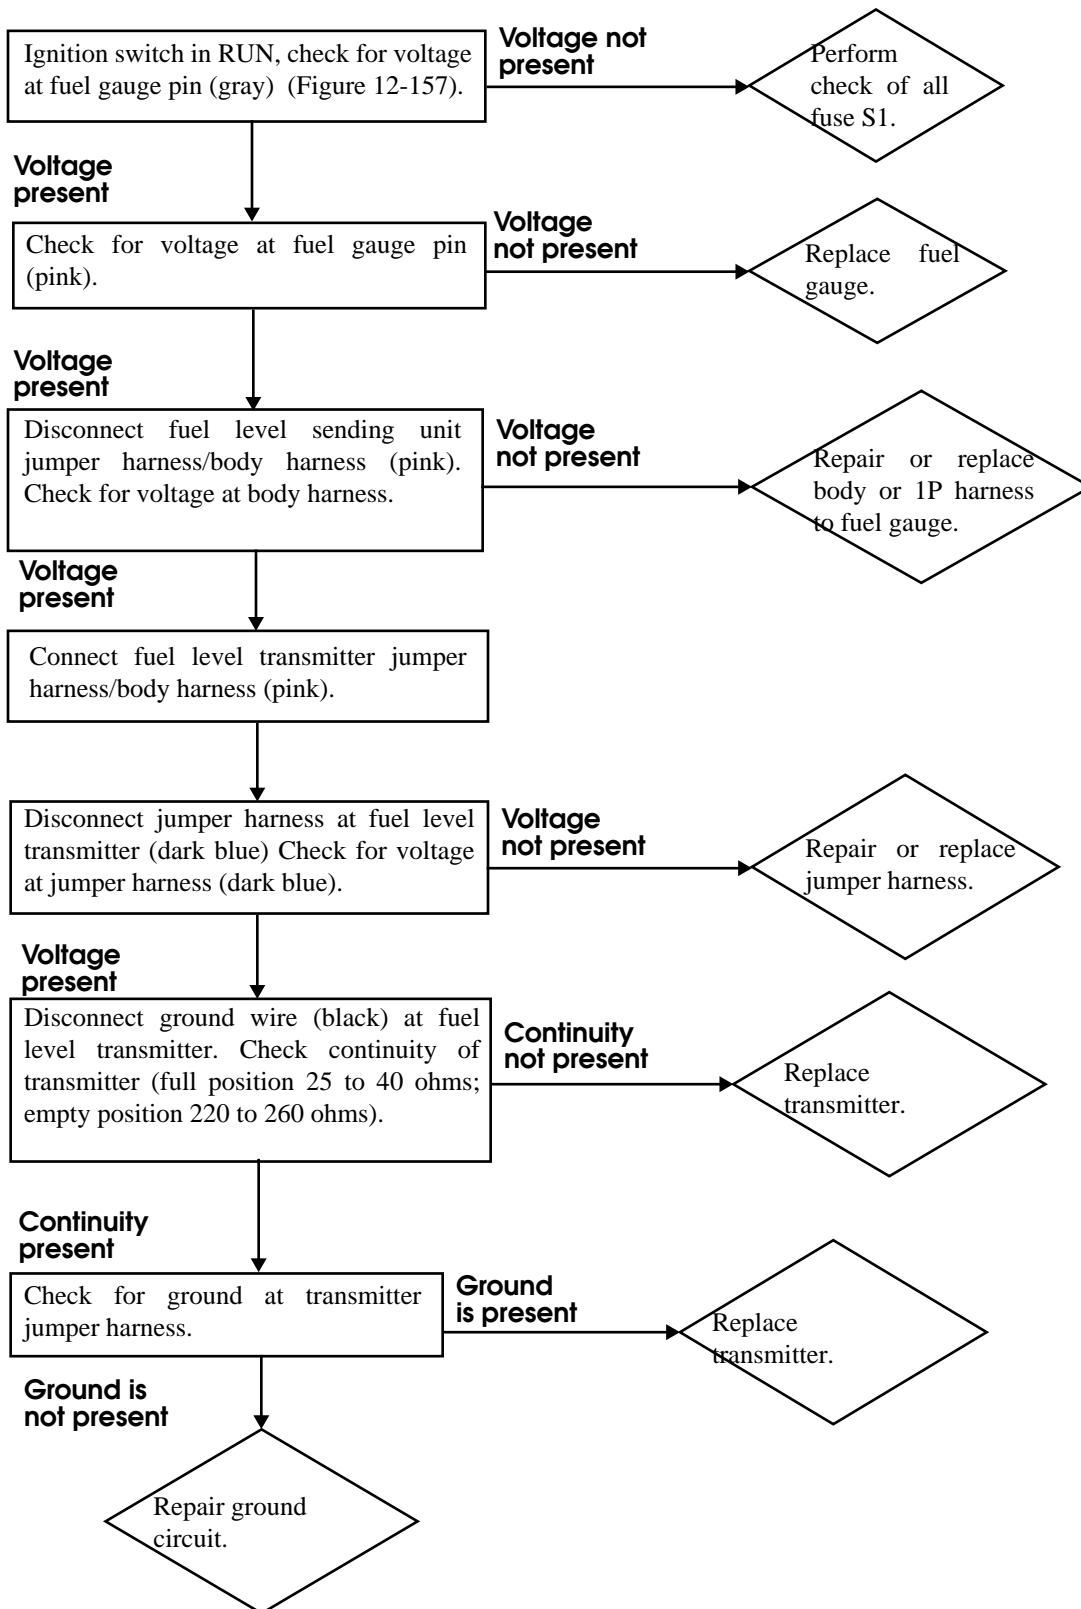 Ignition switch in RUN, check for voltage
at fuel gauge pin (gray) (Figure 12-157).
Voltage not
present
Perform
check of all
fuse S1.
Voltage
present
Check for voltage at fuel gauge pin
(pink).
Voltage
not present
Replace fuel
gauge.
Voltage
present
Disconnect fuel level sending unit
jumper harness/body harness (pink).
Check for voltage at body harness.
Voltage
not present
Repair or replace
body or 1P harness
to fuel gauge.
Voltage
present
Connect fuel level transmitter jumper
harness/body harness (pink).
Disconnect jumper harness at fuel level
transmitter (dark blue) Check for voltage
at jumper harness (dark blue).
Voltage
not present
Repair or replace
jumper harness.
Voltage
present
Disconnect ground wire (black) at fuel
level transmitter. Check continuity of
transmitter (full position 25 to 40 ohms;
empty position 220 to 260 ohms).
Continuity
not present
Replace
transmitter.
Continuity
present
Check for ground at transmitter
jumper harness.
Ground
is present
Replace
transmitter.
Ground is
not present
Repair ground
circuit.